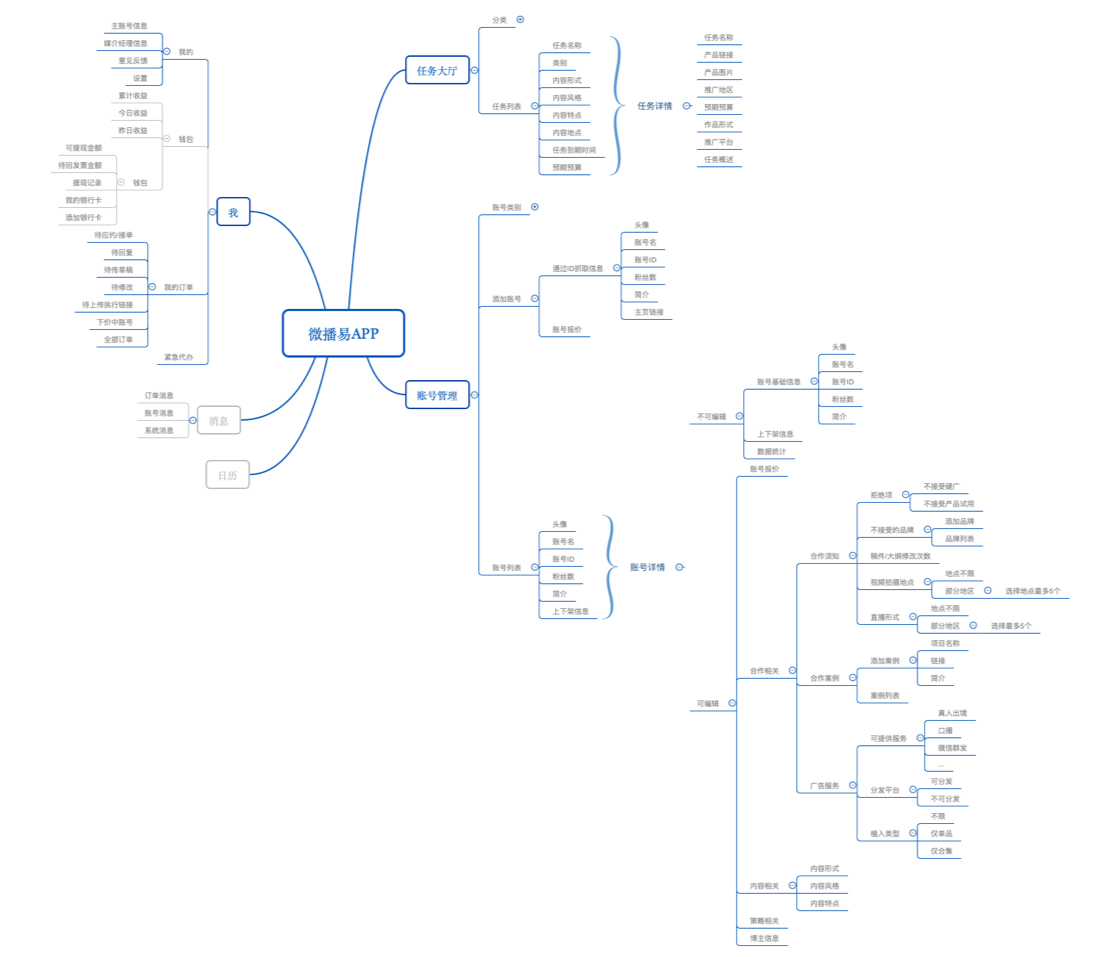 微播易APP
我
我的
主账号信息
媒介经理信息
意见反馈
设置
钱包
累计收益
今日收益
昨日收益
钱包
可提现金额
待回发票金额
提现记录
我的银行卡
添加银行卡
我的订单
待应约/接单
待回复
待传草稿
待修改
待上传执行链接
下价中账号
全部订单
紧急代办
消息
订单消息
账号消息
系统消息
日历
任务大厅
分类
任务列表
任务名称
类别
内容形式
内容风格
内容特点
内容地点
任务到期时间
预期预算
任务详情
任务名称
产品链接
产品图片
推广地区
预期预算
作品形式
推广平台
任务概述
账号管理
账号类别
添加账号
通过ID抓取信息
头像
账号名
账号ID
粉丝数
简介
主页链接
账号报价
账号列表
头像
账号名
账号ID
粉丝数
简介
上下架信息
账号详情
不可编辑
账号基础信息
头像
账号名
账号ID
粉丝数
简介
上下架信息
数据统计
可编辑
账号报价
合作相关
合作须知
拒绝项
不接受硬广
不接受产品试用
不接受的品牌
添加品牌
品牌列表
稿件/大纲修改次数
视频拍摄地点
地点不限
部分地区
选择地点最多5个
直播形式
地点不限
部分地区
选择最多5个
合作案例
添加案例
项目名称
链接
简介
案例列表
广告服务
可提供服务
真人出境
口播
微信群发
...
分发平台
可分发
不可分发
植入类型
不限
仅单品
仅合集
内容相关
内容形式
内容风格
内容特点
策略相关
博主信息